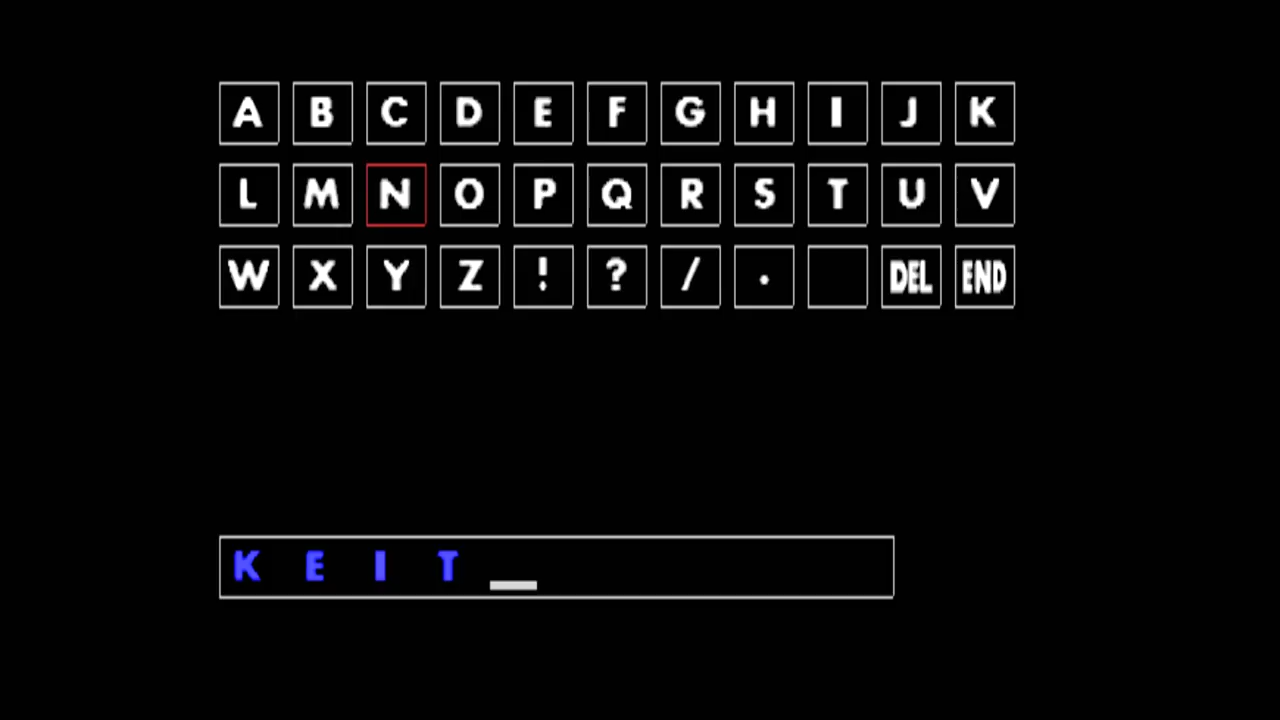 A B C D E F G H I J K
L M N O P Q R S T U V
W X Y Z ! ? / . DEL END
K E I T _